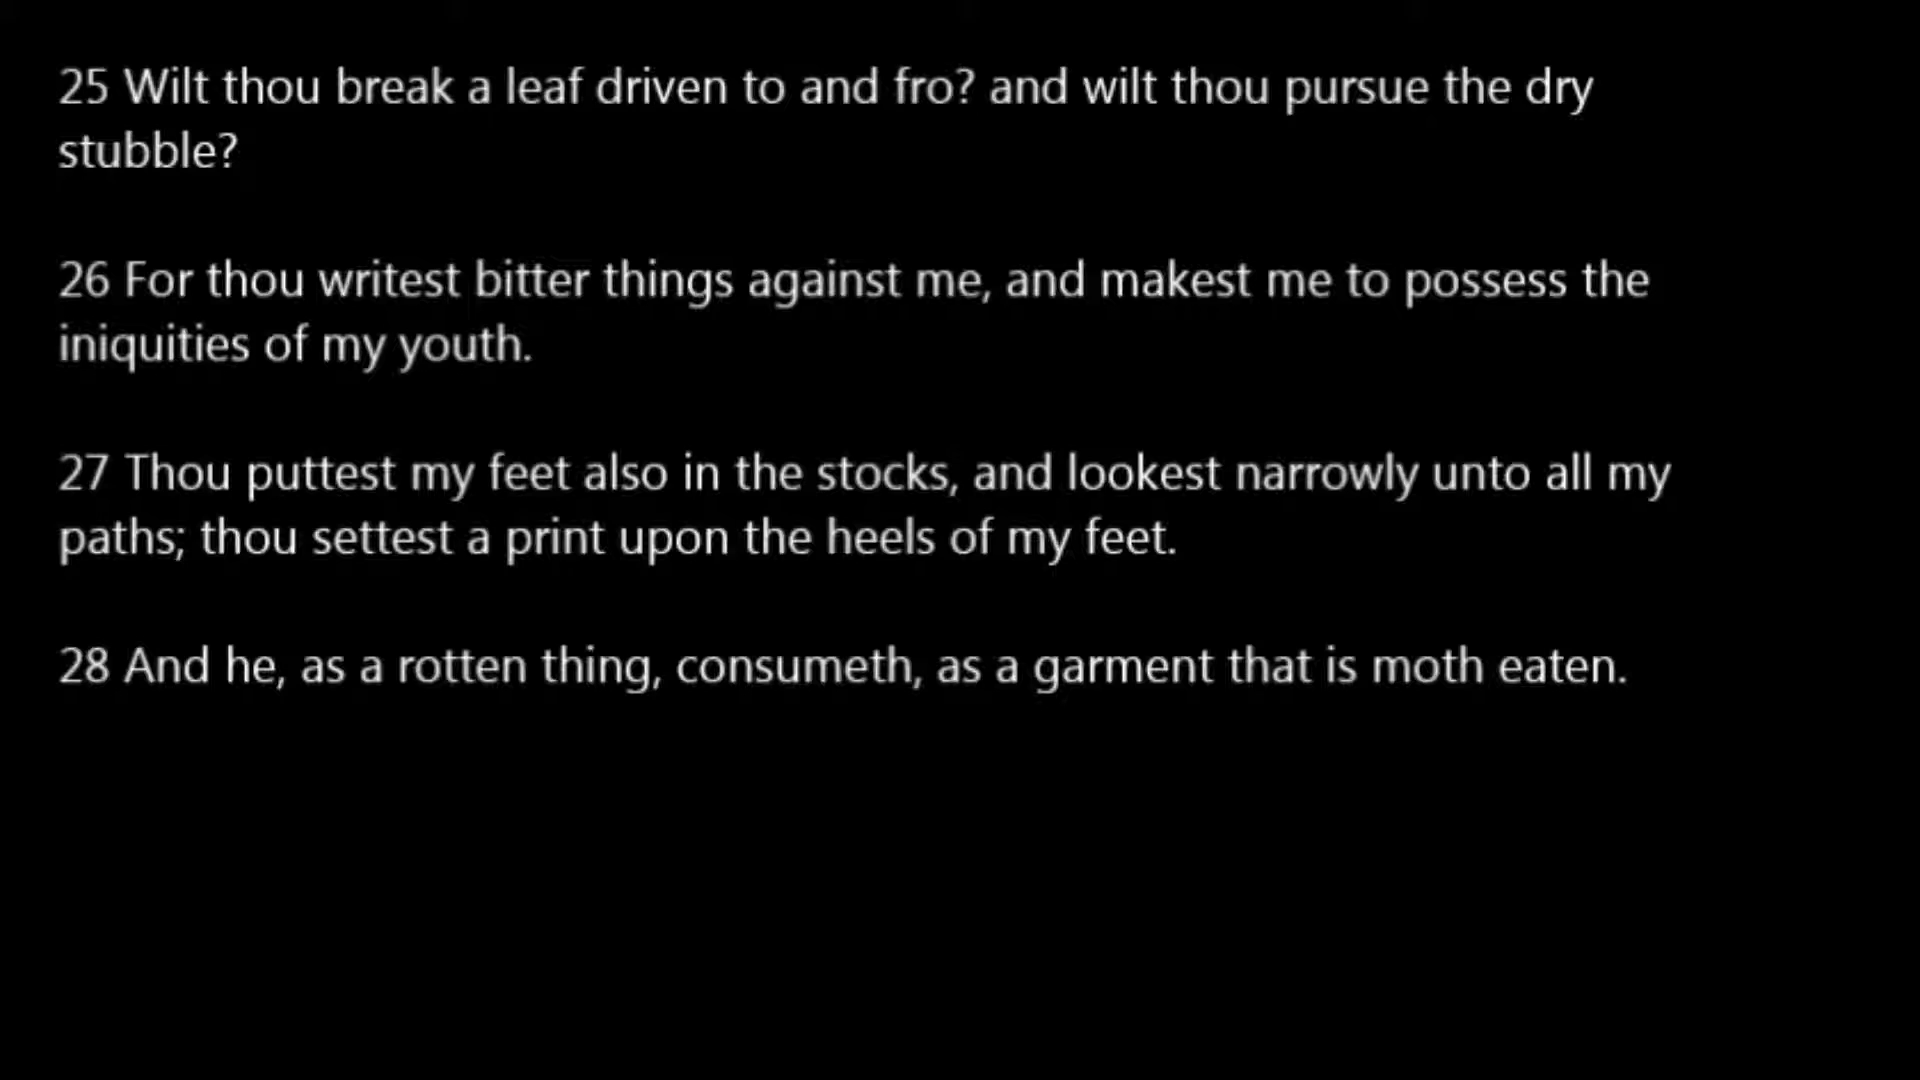 25 Wilt thou break a leaf driven to and fro? and wilt thou pursue the dry
stubble?
26 For thou writest bitter things against me, and makest me to possess the
iniquities of my youth.
27 Thou puttest my feet also in the stocks, and lookest narrowly unto all my
paths; thou settest a print upon the heels of my feet.
28 And he, as a rotten thing, consumeth, as a garment that is moth eaten.